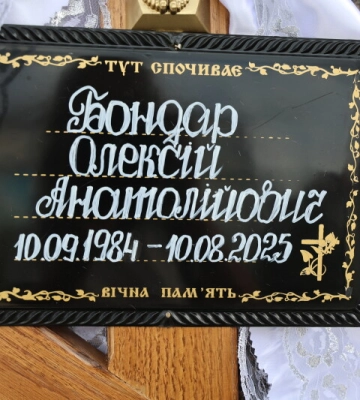 ТУТ СПОЧИВАЄ
Бондар
Олексій
Анатолійович
10.09.1984 - 10.08.2025
ВІЧНА ПАМ'ЯТЬ